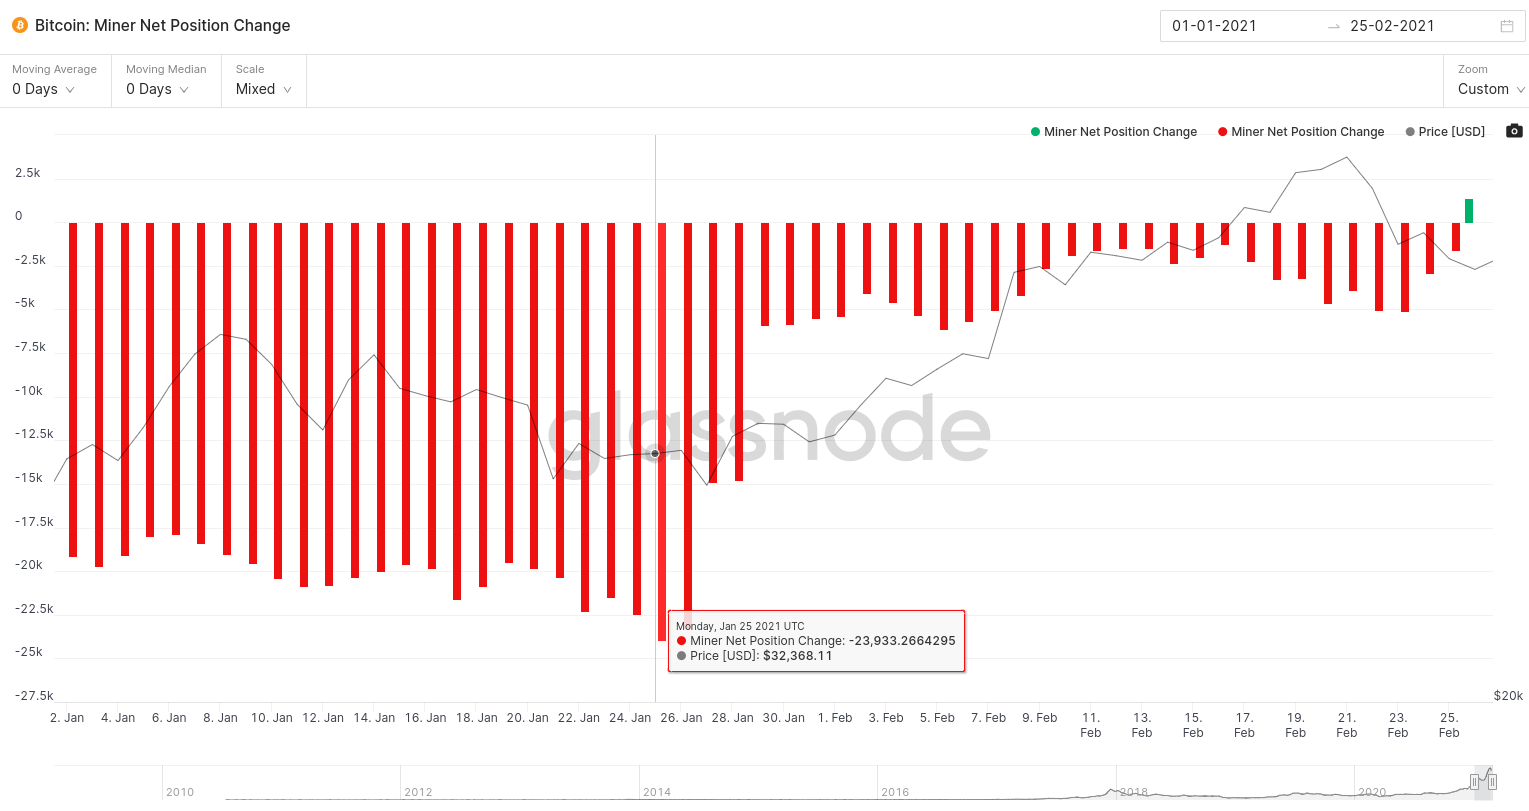 Bitcoin: Miner Net Position Change
01-01-2021 → 25-02-2021
Moving Average
0 Days
Moving Median
0 Days
Scale
Mixed
Zoom
Custom
Miner Net Position Change
Miner Net Position Change
Price [USD]
2.5k
0
-2.5k
-5k
-7.5k
-10k
-12.5k
-15k
-17.5k
-20k
-22.5k
-25k
-27.5k
glassnode
Monday, Jan 25 2021 UTC
Miner Net Position Change: -23,933.2664295
Price [USD]: $32,368.11
$20k
2. Jan
4. Jan
6. Jan
8. Jan
10. Jan
12. Jan
14. Jan
16. Jan
18. Jan
20. Jan
22. Jan
24. Jan
26. Jan
28. Jan
30. Jan
1. Feb
3. Feb
5. Feb
7. Feb
9. Feb
11.
Feb
13.
Feb
15.
Feb
17.
Feb
19.
Feb
21.
Feb
23.
Feb
25.
Feb
2010
2012
2014
2016
2018
2020